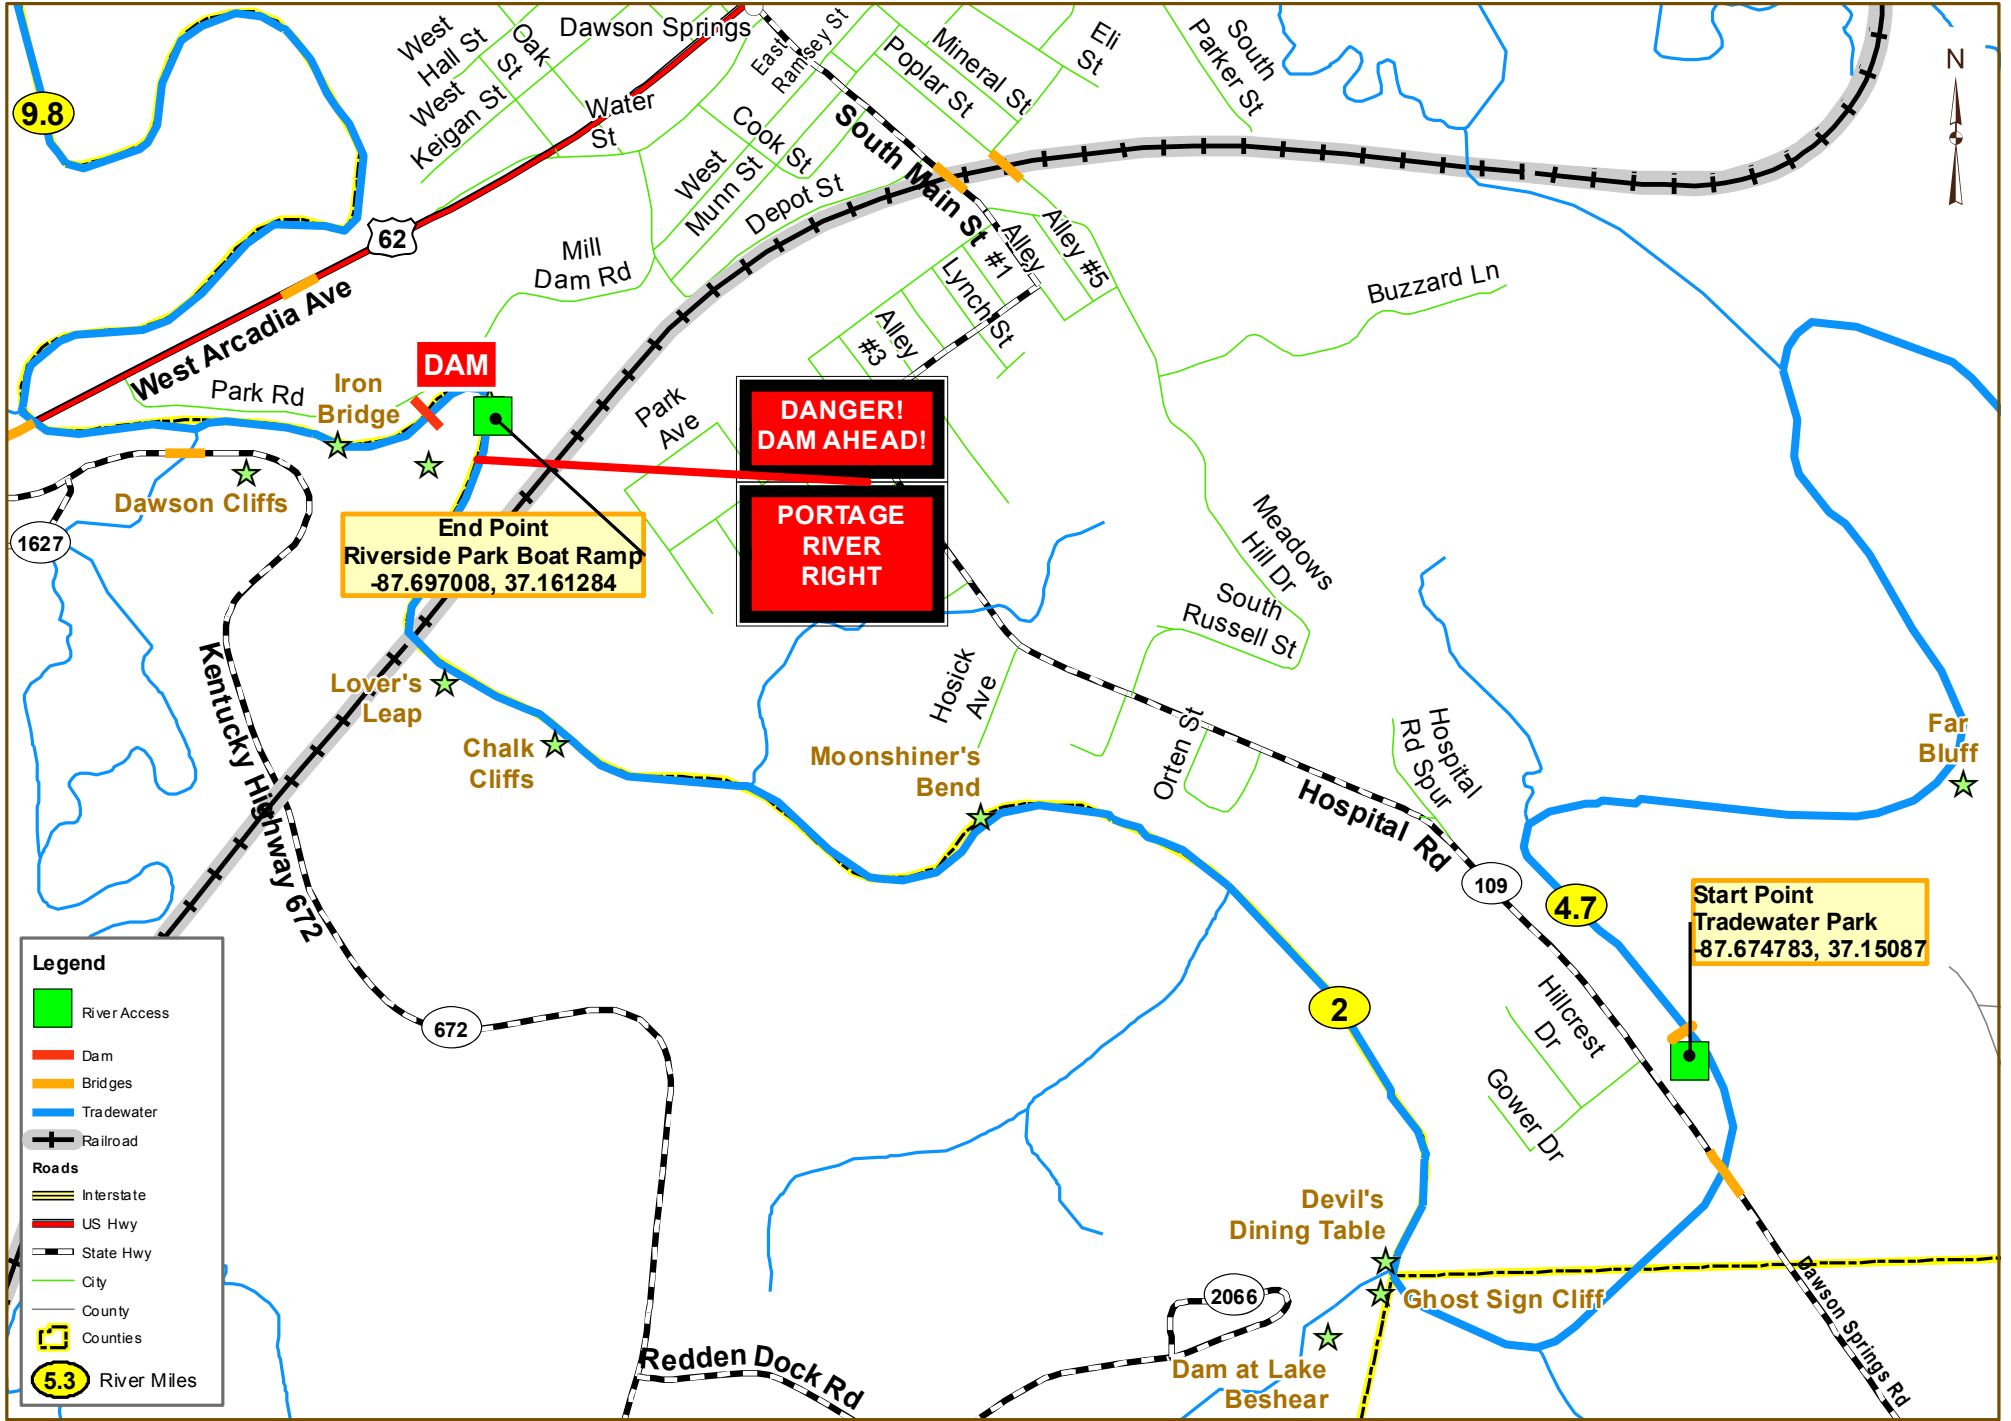 West
Hall St
Oak
St
Dawson Springs
East
Ramsey St
Mineral St
Poplar St
Eli
St
South
Parker St
N
9.8
West
Keigan St
Water
St
Cook St
West
Munn St
South Main St
Depot St
62
Mill
Dam Rd
Alley
#1
Alley #5
Lynch St
Alley
#3
Buzzard Ln
West Arcadia Ave
DAM
Park Rd
Iron
Bridge
Park
Ave
DANGER!
DAM AHEAD!
PORTAGE
RIVER
RIGHT
Dawson Cliffs
1627
End Point
Riverside Park Boat Ramp
-87.697008, 37.161284
Meadows
Hill Dr
South
Russell St
Kentucky Highway 672
Lover's
Leap
Chalk
Cliffs
Moonshiner's
Bend
Hosick
Ave
Orten St
Hospital
Rd Spur
Hospital Rd
Far
Bluff
109
4.7
Start Point
Tradewater Park
-87.674783, 37.15087
672
2
Hillcrest
Dr
Gower Dr
Devil's
Dining Table
Ghost Sign Cliff
2066
Dam at Lake
Beshear
Dawson Springs Rd
Redden Dock Rd
Legend
River Access
Dam
Bridges
Tradewater
Railroad
Roads
Interstate
US Hwy
State Hwy
City
County
Counties
5.3 River Miles